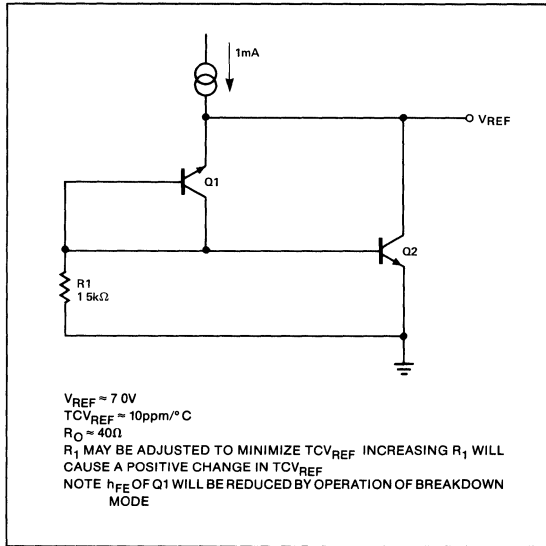 1mA
VREF
Q1
Q2
R1
1 5kΩ
VREF ≈ 7 0V
TCVREF ≈ 10ppm/° C
RO ≈ 40Ω
R1 MAY BE ADJUSTED TO MINIMIZE TCVREF INCREASING R1 WILL
CAUSE A POSITIVE CHANGE IN TCVREF
NOTE hFE OF Q1 WILL BE REDUCED BY OPERATION OF BREAKDOWN
MODE